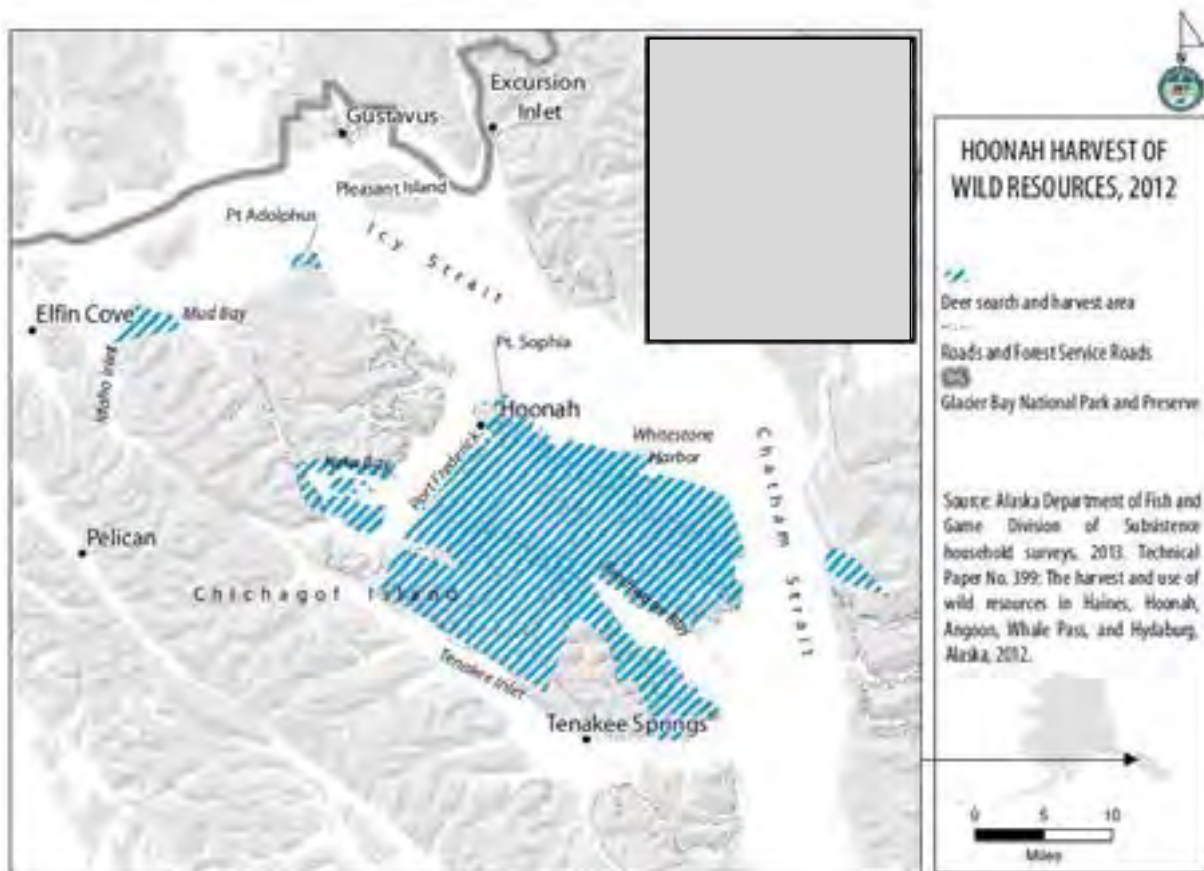 Excursion
Inlet
Gustavus
Pleasant Island
Pt Adolphus
Icy Strait
Elfin Cove
Mud Bay
Idaho Inlet
Pt. Sophia
Hoonah
Whitestone
Harbor
Port Frederick
Chatham Strait
Pelican
Chichagof Island
Freshwater Bay
Tenakee Inlet
Tenakee Springs
N
HOONAH HARVEST OF
WILD RESOURCES, 2012
Deer search and harvest area
Roads and Forest Service Roads
Glacier Bay National Park and Preserve
Source: Alaska Department of Fish and
Game Division of Subsistence
household surveys, 2013. Technical
Paper No. 399: The harvest and use of
wild resources in Haines, Hoonah,
Angoon, Whale Pass, and Hydaburg,
Alaska, 2012.
0 5 10
Miles